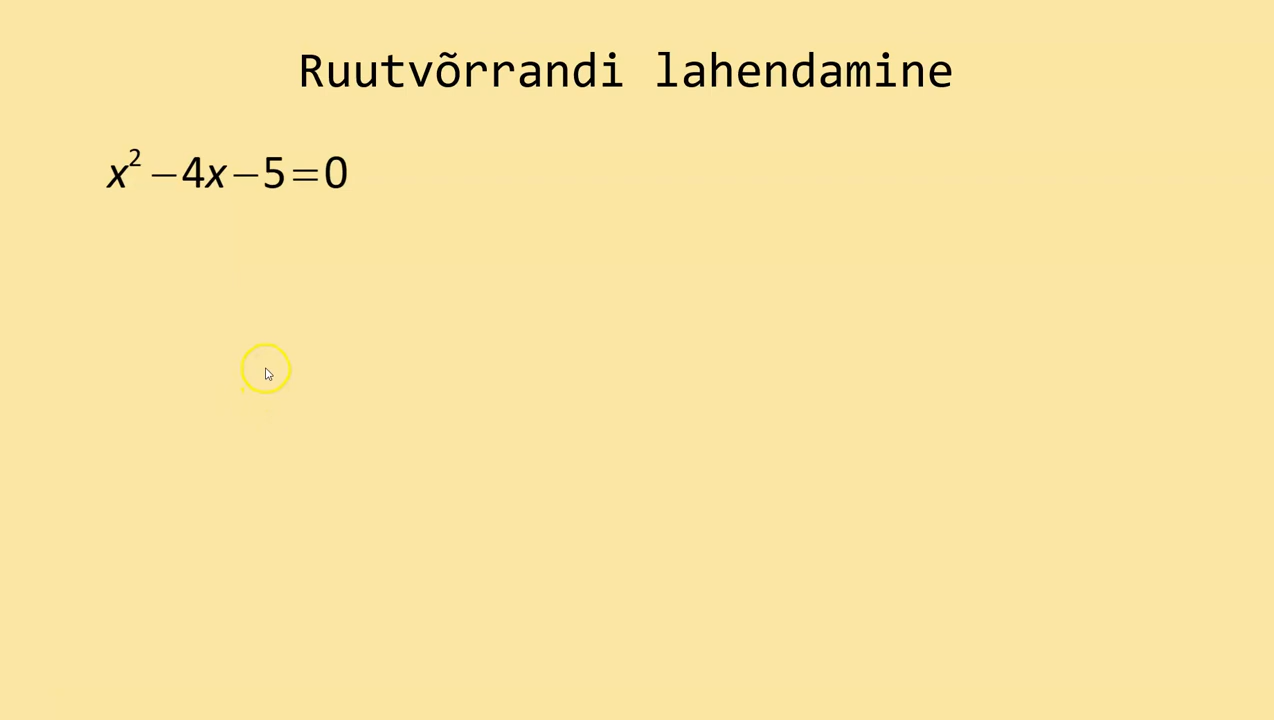 Ruutvõrrandi lahendamine
x² − 4x − 5 = 0